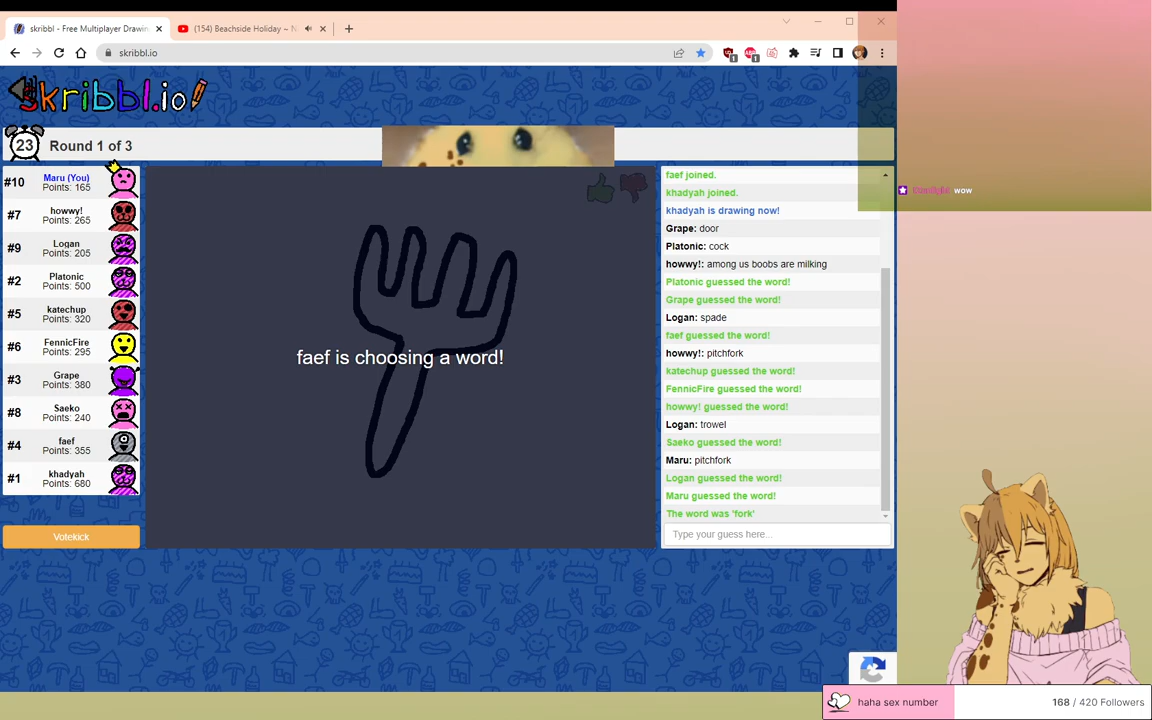 skribbl - Free Multiplayer Drawin
(154) Beachside Holiday ~ N
skribbl.io
1
1
skribbl.io
23
Round 1 of 3
#10
Maru (You)
Points: 165
#7
howwy!
Points: 265
#9
Logan
Points: 205
#2
Platonic
Points: 500
#5
katechup
Points: 320
#6
FennicFire
Points: 295
#3
Grape
Points: 380
#8
Saeko
Points: 240
#4
faef
Points: 355
#1
khadyah
Points: 680
Votekick
faef is choosing a word!
faef joined.
khadyah joined.
khadyah is drawing now!
Grape: door
Platonic: cock
howwy!: among us boobs are milking
Platonic guessed the word!
Grape guessed the word!
Logan: spade
faef guessed the word!
howwy!: pitchfork
katechup guessed the word!
FennicFire guessed the word!
howwy! guessed the word!
Logan: trowel
Saeko guessed the word!
Maru: pitchfork
Logan guessed the word!
Maru guessed the word!
The word was 'fork'
Type your guess here...
wow
haha sex number
168 / 420 Followers